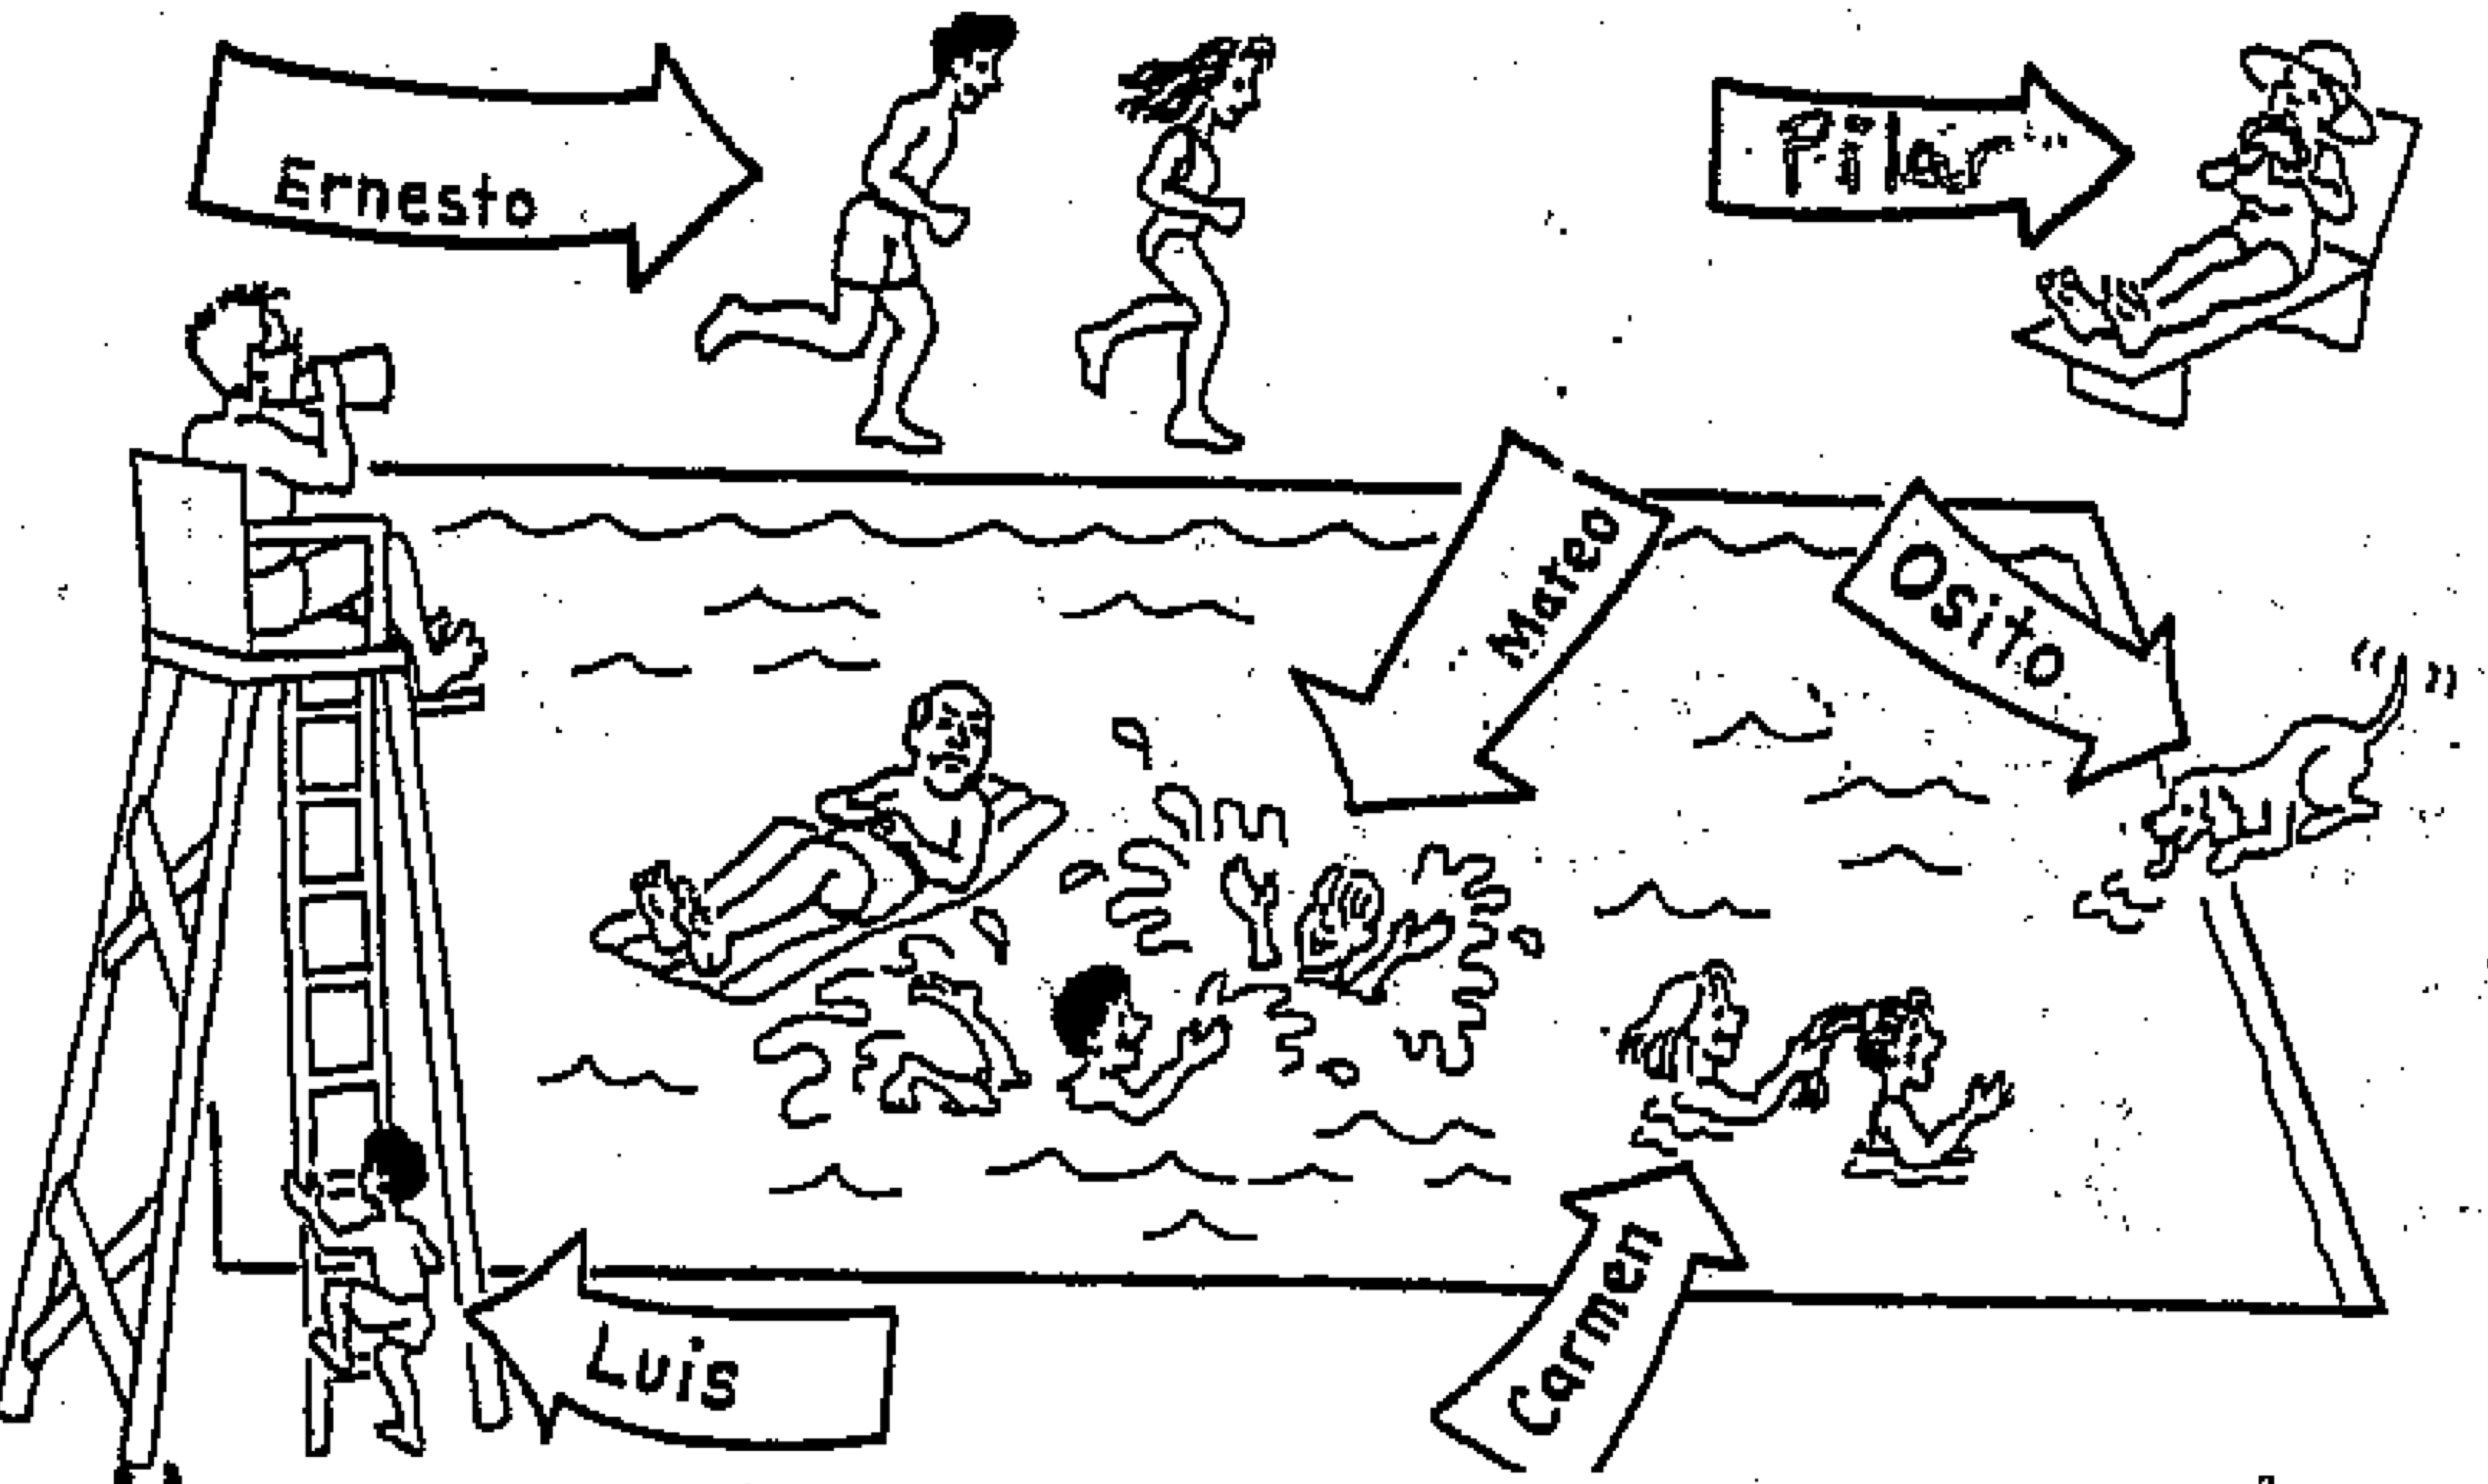 Ernesto
Pilar
Mateo
Osito
Luis
Carmen